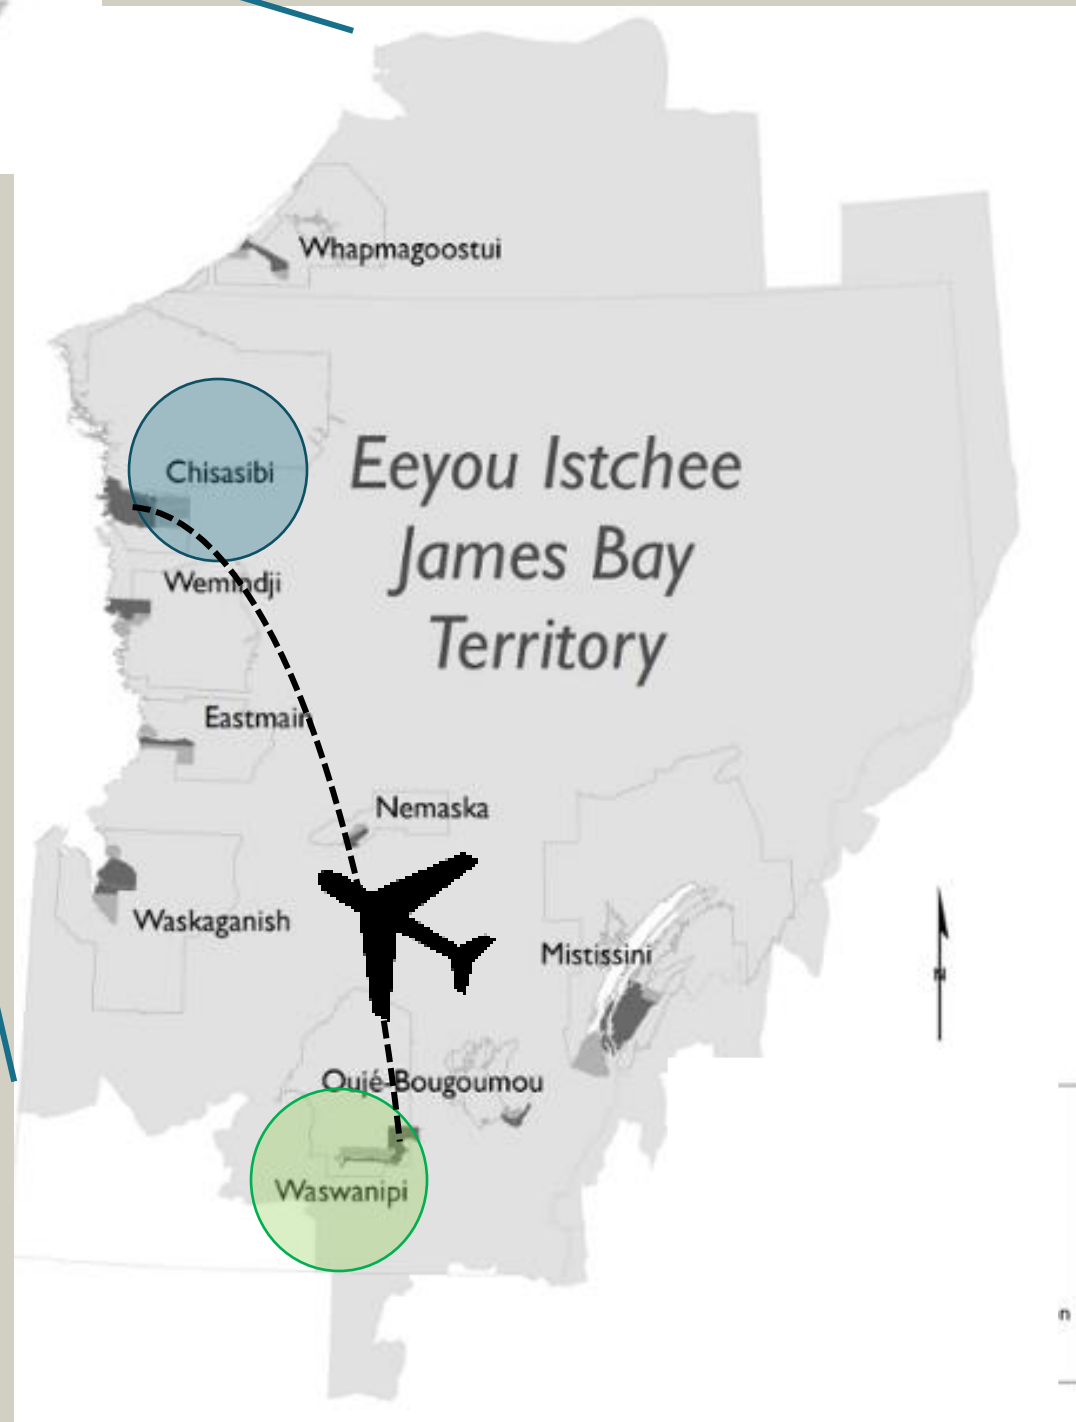 Whapmagoostui
Chisasibi
Eeyou Istchee
James Bay
Territory
Wemindji
Eastmain
Nemaska
Waskaganish
Mistissini
N
Oujé-Bougoumou
Waswanipi
n